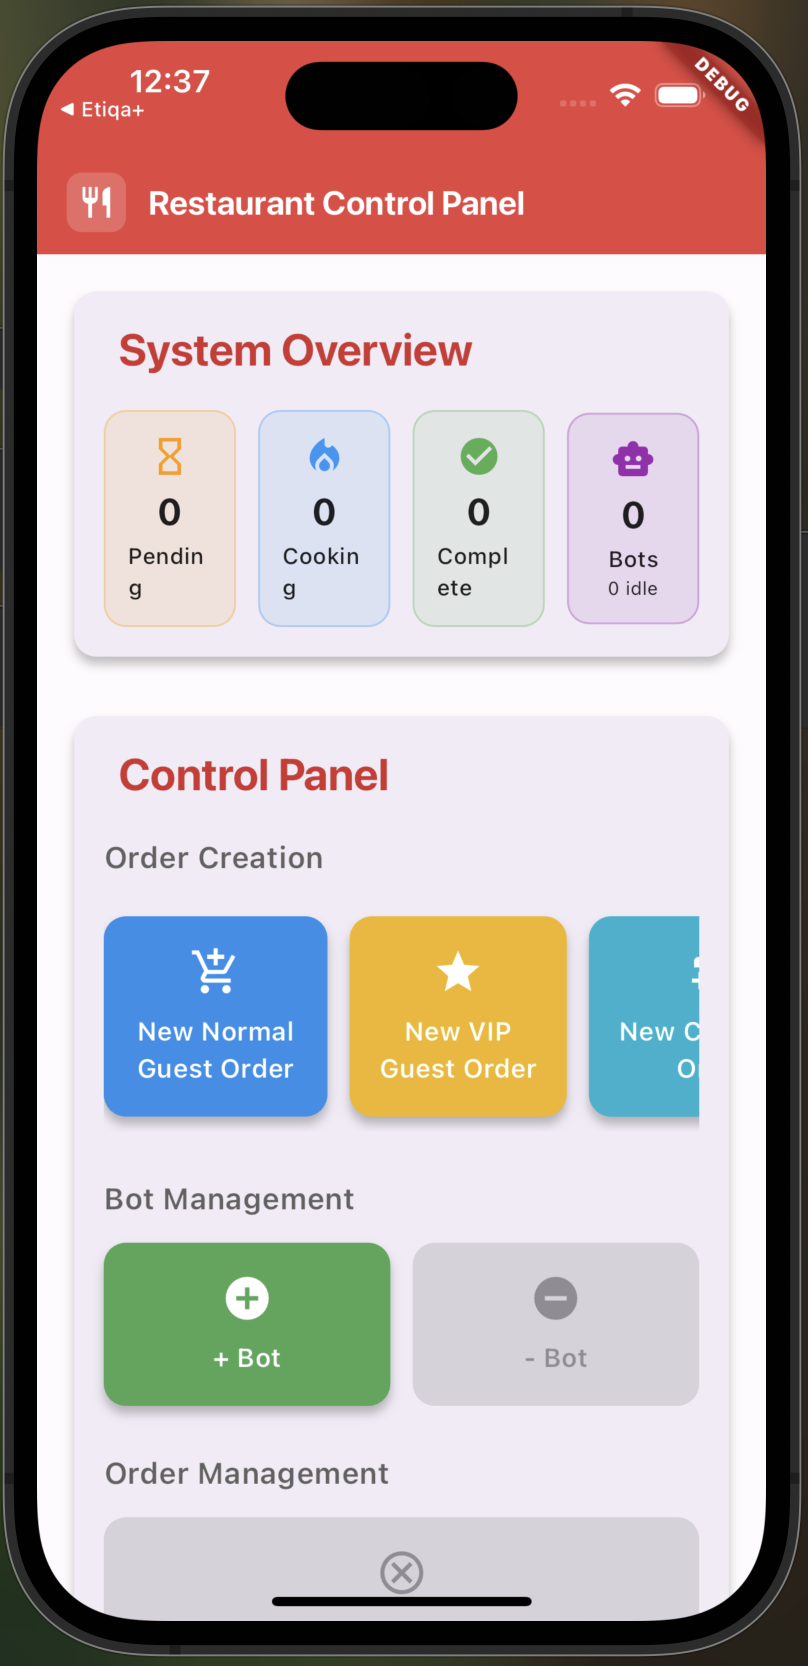 12:37
◀ Etiqa+
DEBUG
Restaurant Control Panel
System Overview
0
Pendin
g
0
Cookin
g
0
Compl
ete
0
Bots
0 idle
Control Panel
Order Creation
New Normal
Guest Order
New VIP
Guest Order
New
Bot Management
+ Bot
- Bot
Order Management